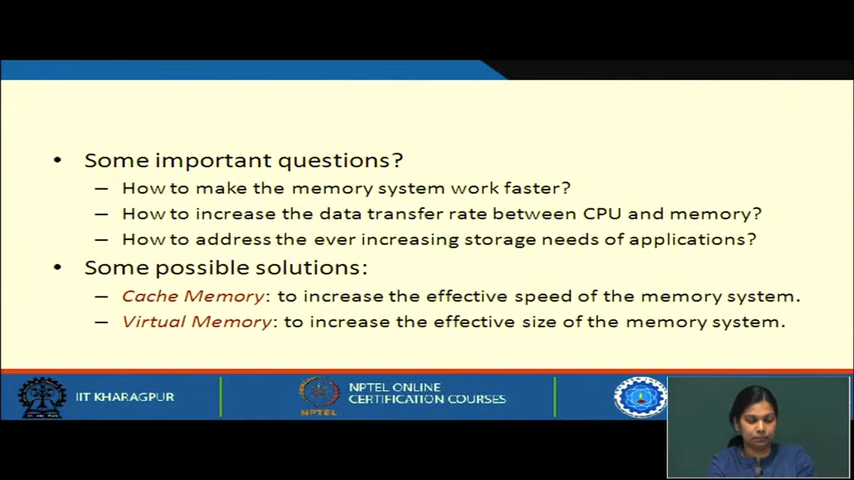 • Some important questions?
– How to make the memory system work faster?
– How to increase the data transfer rate between CPU and memory?
– How to address the ever increasing storage needs of applications?
• Some possible solutions:
– Cache Memory: to increase the effective speed of the memory system.
– Virtual Memory: to increase the effective size of the memory system.
IIT KHARAGPUR
NPTEL
NPTEL ONLINE
CERTIFICATION COURSES